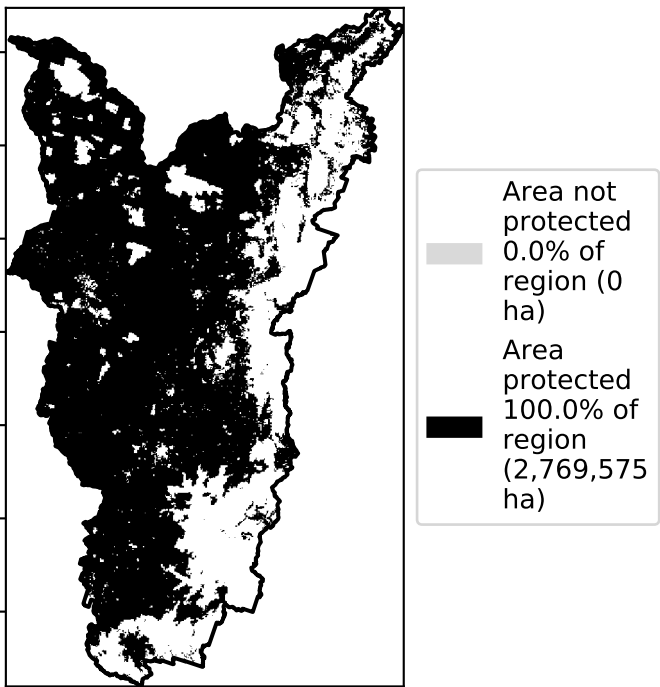 Area not
protected
0.0% of
region (0
ha)
Area
protected
100.0% of
region
(2,769,575
ha)